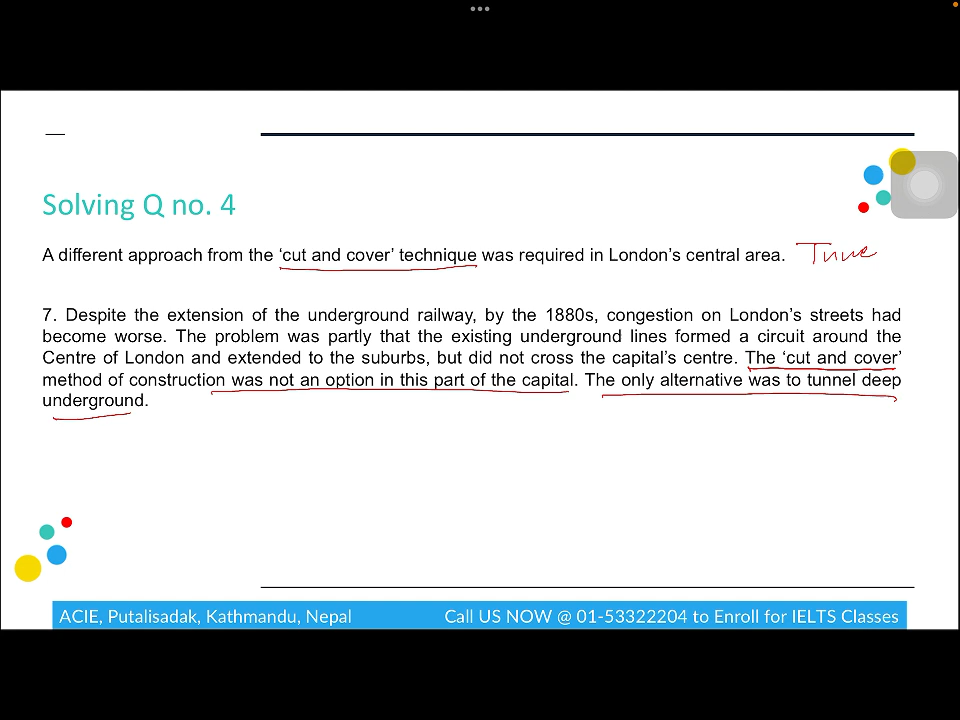 Solving Q no. 4
A different approach from the ‘cut and cover’ technique was required in London’s central area. True
7. Despite the extension of the underground railway, by the 1880s, congestion on London’s streets had
become worse. The problem was partly that the existing underground lines formed a circuit around the
Centre of London and extended to the suburbs, but did not cross the capital’s centre. The ‘cut and cover’
method of construction was not an option in this part of the capital. The only alternative was to tunnel deep
underground.
ACIE, Putalisadak, Kathmandu, Nepal Call US NOW @ 01-53322204 to Enroll for IELTS Classes